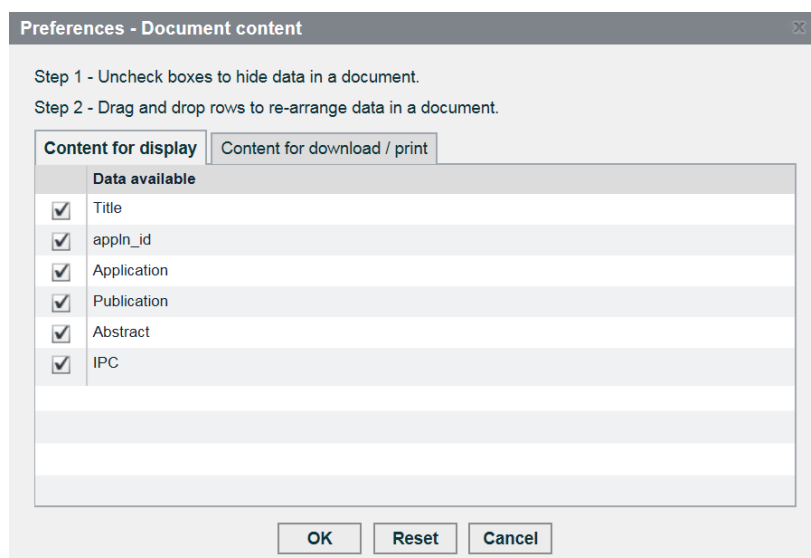 Preferences - Document content
Step 1 - Uncheck boxes to hide data in a document.
Step 2 - Drag and drop rows to re-arrange data in a document.
Content for display
Content for download / print
Data available
Title
appln_id
Application
Publication
Abstract
IPC
OK
Reset
Cancel